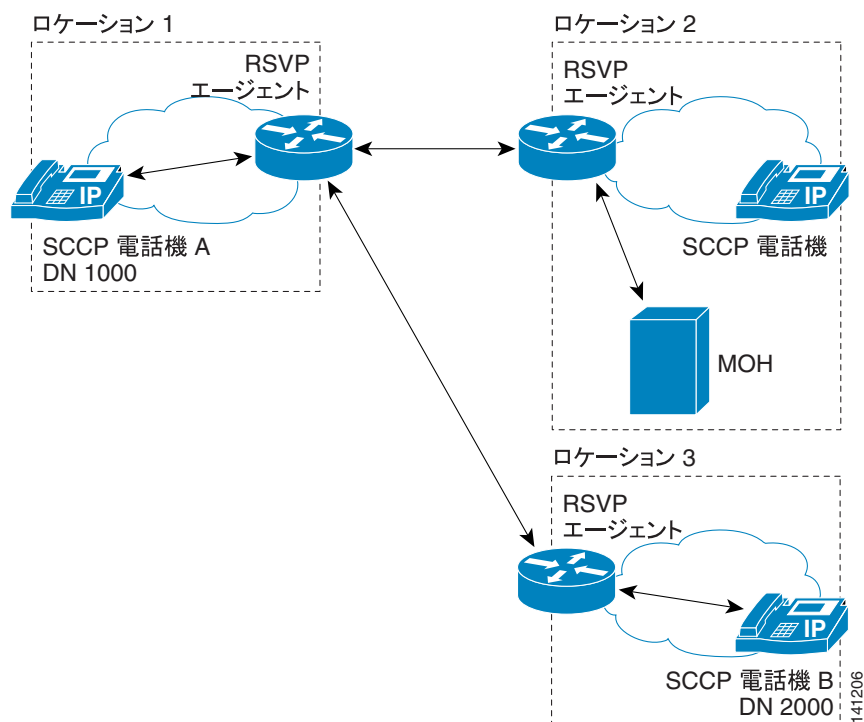 ロケーション 1
RSVP
エージェント
IP
SCCP 電話機 A
DN 1000
ロケーション 2
RSVP
エージェント
IP
SCCP 電話機
MOH
ロケーション 3
RSVP
エージェント
IP
SCCP 電話機 B
DN 2000
141206